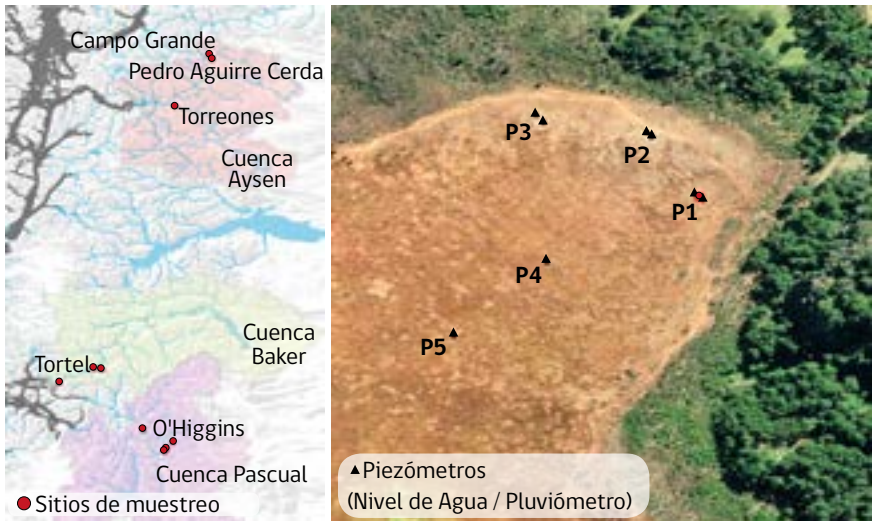 Campo Grande
Pedro Aguirre Cerda
Torreones
Cuenca
Aysen
Cuenca
Baker
Tortel
O'Higgins
Cuenca Pascual
Sitios de muestreo
P3
P2
P1
P4
P5
Piezómetros
(Nivel de Agua / Pluviómetro)